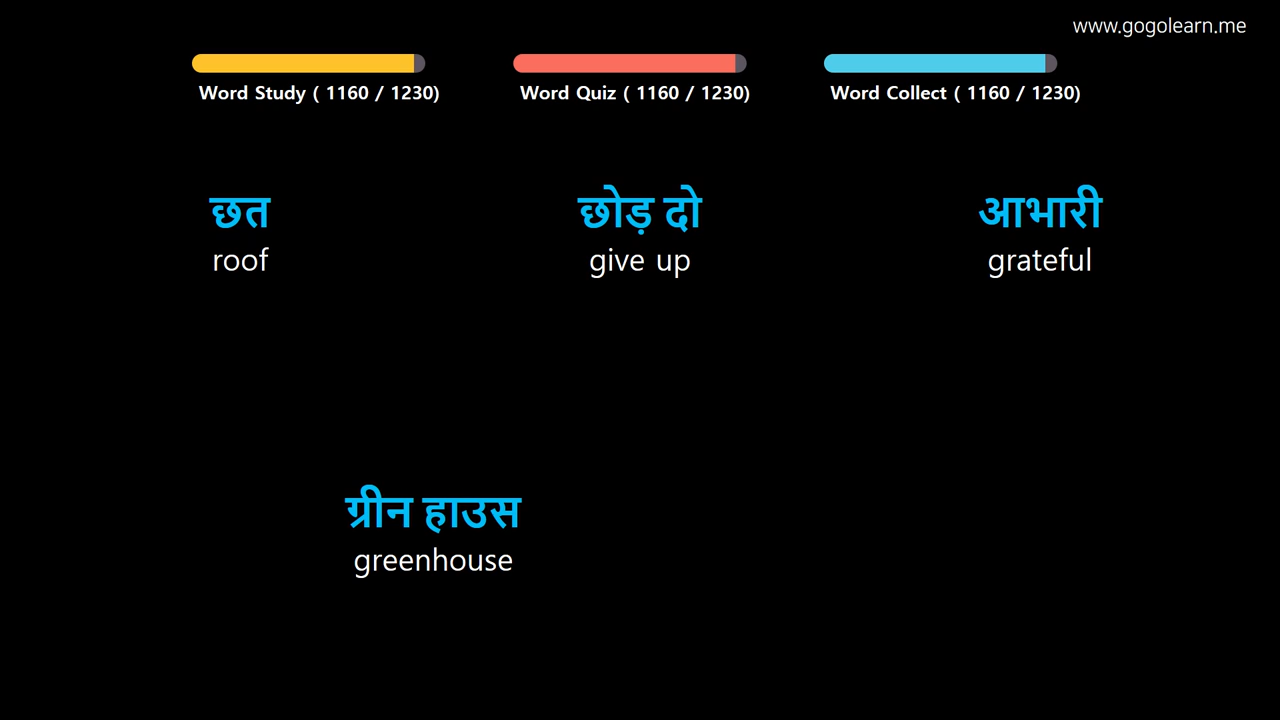 www.gogolearn.me
Word Study ( 1160 / 1230)
Word Quiz ( 1160 / 1230)
Word Collect ( 1160 / 1230)
छत
roof
छोड़ दो
give up
आभारी
grateful
ग्रीन हाउस
greenhouse